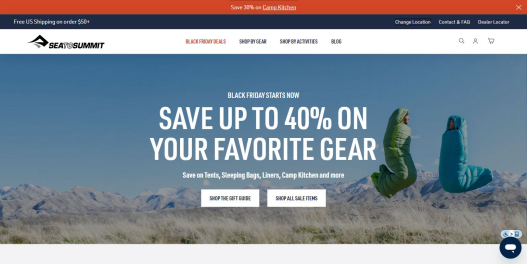 Save 30% on Camp Kitchen
Free US Shipping on order $50+
Change Location
Contact & FAQ
Dealer Locator
SEATOSUMMIT
BLACK FRIDAY DEALS
SHOP BY GEAR
SHOP BY ACTIVITIES
BLOG
BLACK FRIDAY STARTS NOW
SAVE UP TO 40% ON
YOUR FAVORITE GEAR
Save on Tents, Sleeping Bags, Liners, Camp Kitchen and more
SHOP THE GIFT GUIDE
SHOP ALL SALE ITEMS